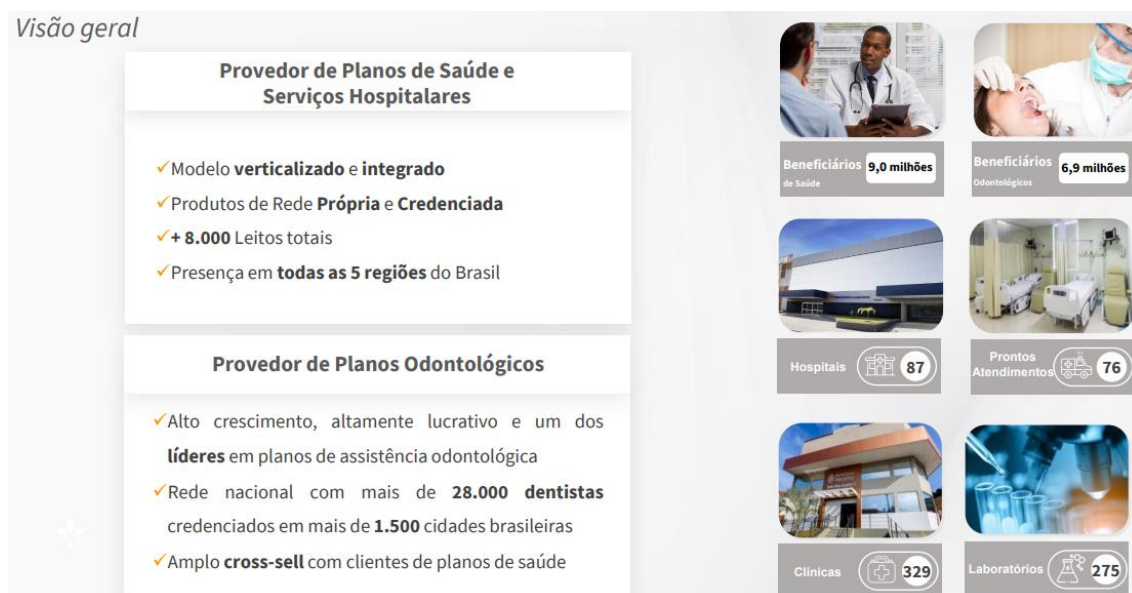 Visão geral
Provedor de Planos de Saúde e
Serviços Hospitalares
✓Modelo verticalizado e integrado
✓Produtos de Rede Própria e Credenciada
✓+ 8.000 Leitos totais
✓Presença em todas as 5 regiões do Brasil
Provedor de Planos Odontológicos
✓Alto crescimento, altamente lucrativo e um dos
líderes em planos de assistência odontológica
✓Rede nacional com mais de 28.000 dentistas
credenciados em mais de 1.500 cidades brasileiras
✓Amplo cross-sell com clientes de planos de saúde
Beneficiários
de Saúde
9,0 milhões
Beneficiários
Odontológicos
6,9 milhões
Hospitais 87
Prontos
Atendimentos 76
Clínicas 329
Laboratórios 275